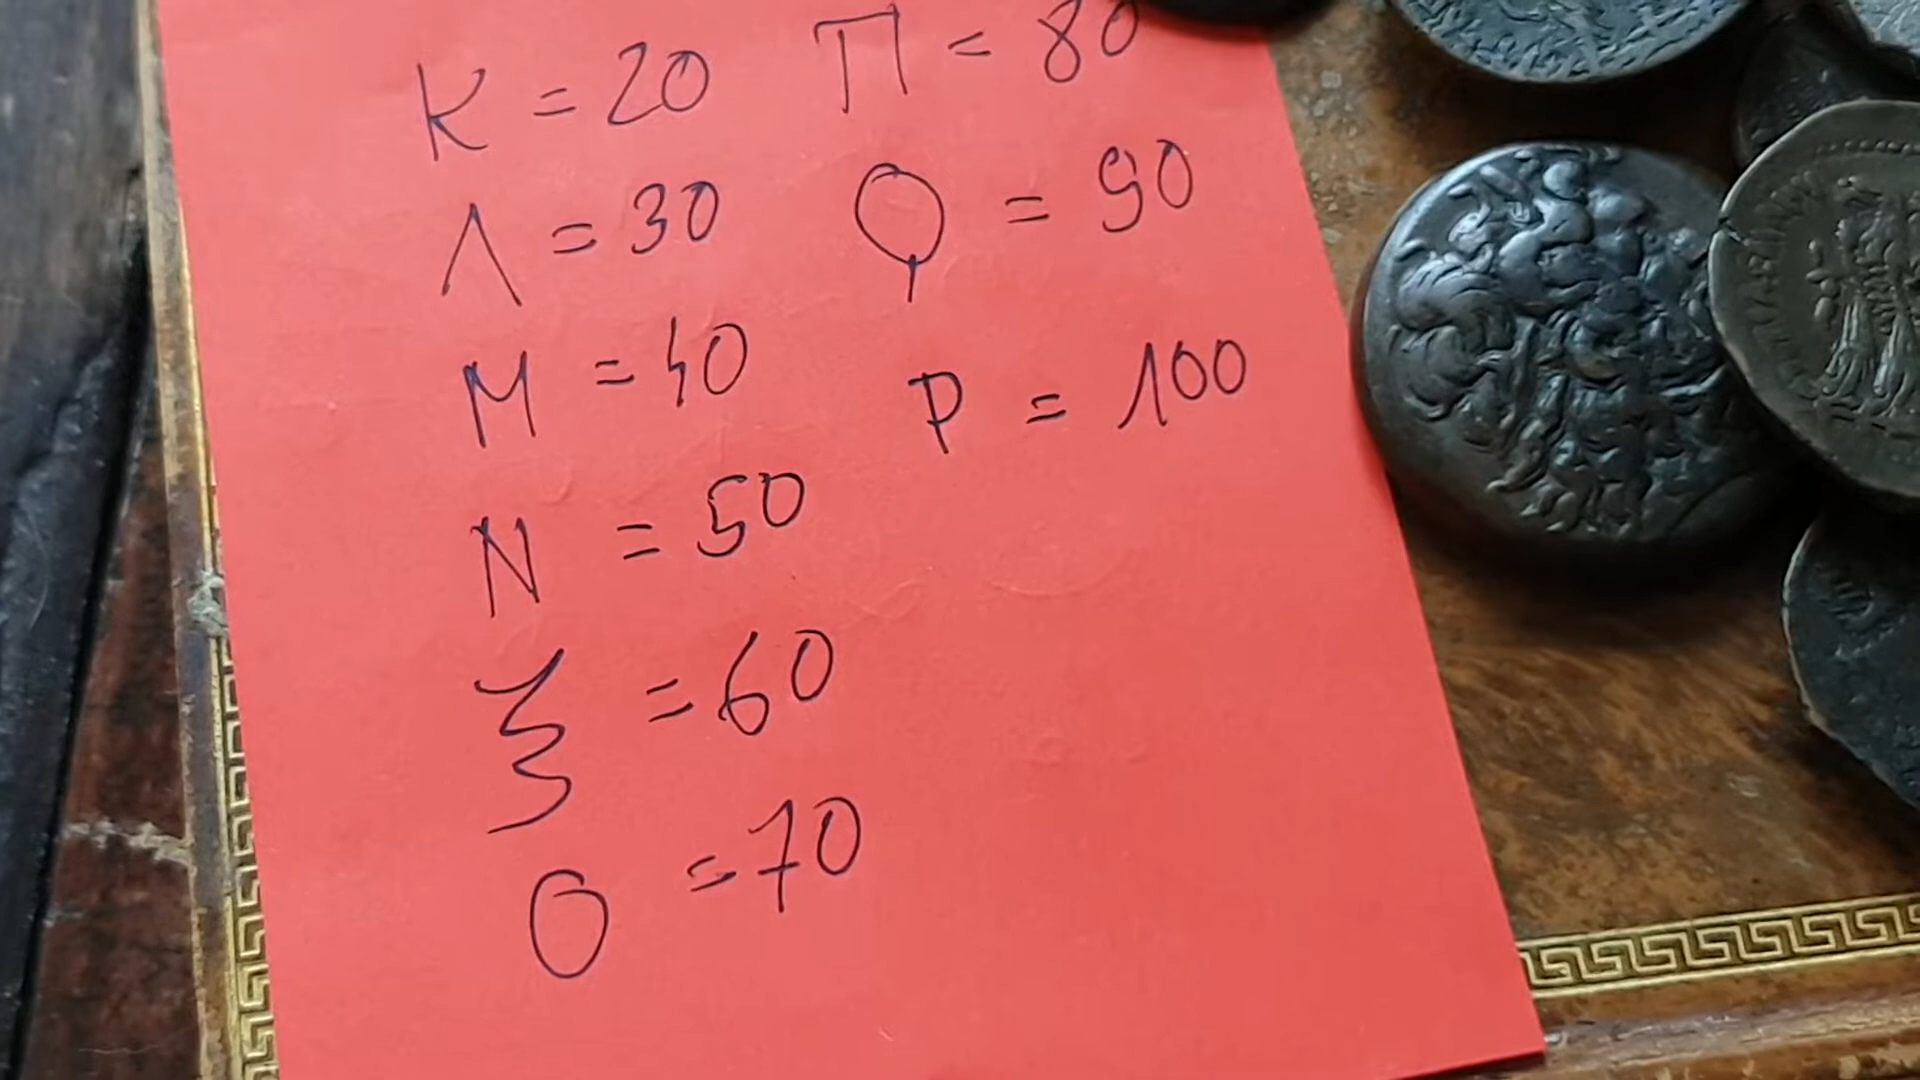 Κ = 20
Λ = 30
Μ = 40
Ν = 50
Ξ = 60
Ο = 70
Π = 80
Ϙ = 90
Ρ = 100